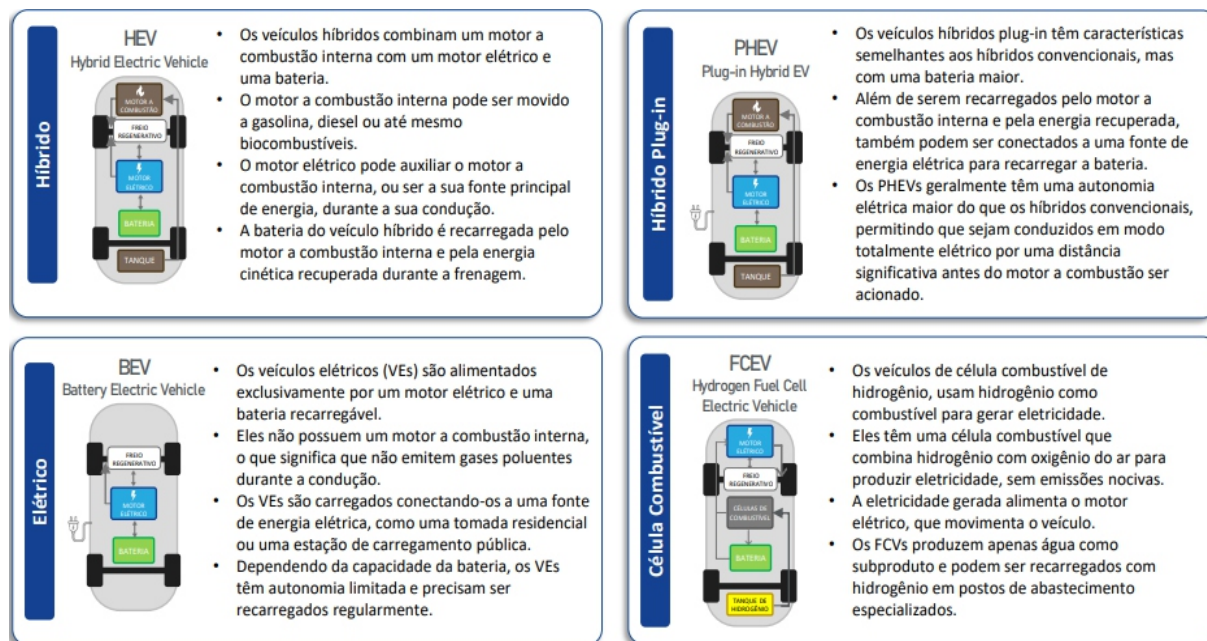 Híbrido
HEV
Hybrid Electric Vehicle
MOTOR A
COMBUSTÃO
FREIO
REGENERATIVO
MOTOR
ELÉTRICO
BATERIA
TANQUE
• Os veículos híbridos combinam um motor a
combustão interna com um motor elétrico e
uma bateria.
• O motor a combustão interna pode ser movido
a gasolina, diesel ou até mesmo
biocombustíveis.
• O motor elétrico pode auxiliar o motor a
combustão interna, ou ser a sua fonte principal
de energia, durante a sua condução.
• A bateria do veículo híbrido é recarregada pelo
motor a combustão interna e pela energia
cinética recuperada durante a frenagem.
Híbrido Plug-in
PHEV
Plug-in Hybrid EV
MOTOR A
COMBUSTÃO
FREIO
REGENERATIVO
MOTOR
ELÉTRICO
BATERIA
TANQUE
• Os veículos híbridos plug-in têm características
semelhantes aos híbridos convencionais, mas
com uma bateria maior.
• Além de serem recarregados pelo motor a
combustão interna e pela energia recuperada,
também podem ser conectados a uma fonte de
energia elétrica para recarregar a bateria.
• Os PHEVs geralmente têm uma autonomia
elétrica maior do que os híbridos convencionais,
permitindo que sejam conduzidos em modo
totalmente elétrico por uma distância
significativa antes do motor a combustão ser
acionado.
Elétrico
BEV
Battery Electric Vehicle
FREIO
REGENERATIVO
MOTOR
ELÉTRICO
BATERIA
• Os veículos elétricos (VEs) são alimentados
exclusivamente por um motor elétrico e uma
bateria recarregável.
• Eles não possuem um motor a combustão interna,
o que significa que não emitem gases poluentes
durante a condução.
• Os VEs são carregados conectando-os a uma fonte
de energia elétrica, como uma tomada residencial
ou uma estação de carregamento pública.
• Dependendo da capacidade da bateria, os VEs
têm autonomia limitada e precisam ser
recarregados regularmente.
Célula Combustível
FCEV
Hydrogen Fuel Cell
Electric Vehicle
MOTOR
ELÉTRICO
FREIO
REGENERATIVO
CÉLULAS DE
COMBUSTÍVEL
BATERIA
TANQUE DE
HIDROGÊNIO
• Os veículos de célula combustível de
hidrogênio, usam hidrogênio como
combustível para gerar eletricidade.
• Eles têm uma célula combustível que
combina hidrogênio com oxigênio do ar para
produzir eletricidade, sem emissões nocivas.
• A eletricidade gerada alimenta o motor
elétrico, que movimenta o veículo.
• Os FCVs produzem apenas água como
subproduto e podem ser recarregados com
hidrogênio em postos de abastecimento
especializados.